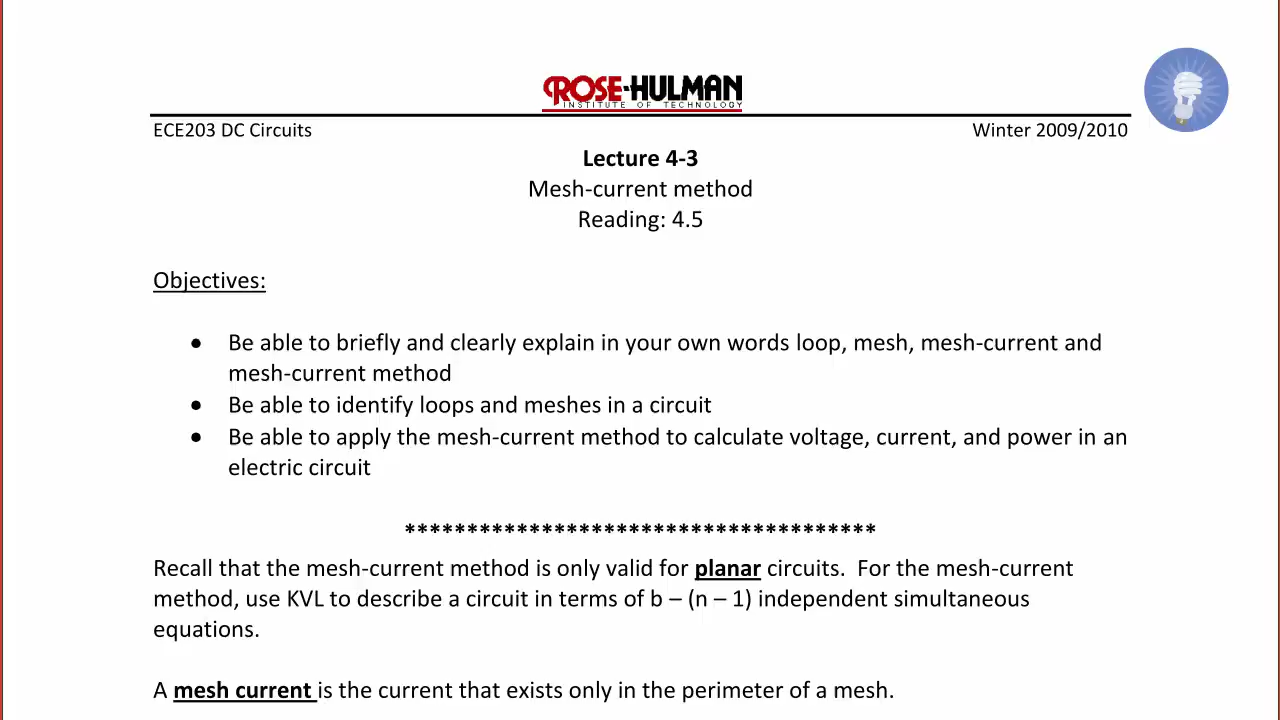 ROSE-HULMAN
INSTITUTE OF TECHNOLOGY
ECE203 DC Circuits Winter 2009/2010
Lecture 4-3
Mesh-current method
Reading: 4.5
Objectives:
• Be able to briefly and clearly explain in your own words loop, mesh, mesh-current and
mesh-current method
• Be able to identify loops and meshes in a circuit
• Be able to apply the mesh-current method to calculate voltage, current, and power in an
electric circuit
**************************************
Recall that the mesh-current method is only valid for planar circuits. For the mesh-current
method, use KVL to describe a circuit in terms of b – (n – 1) independent simultaneous
equations.
A mesh current is the current that exists only in the perimeter of a mesh.